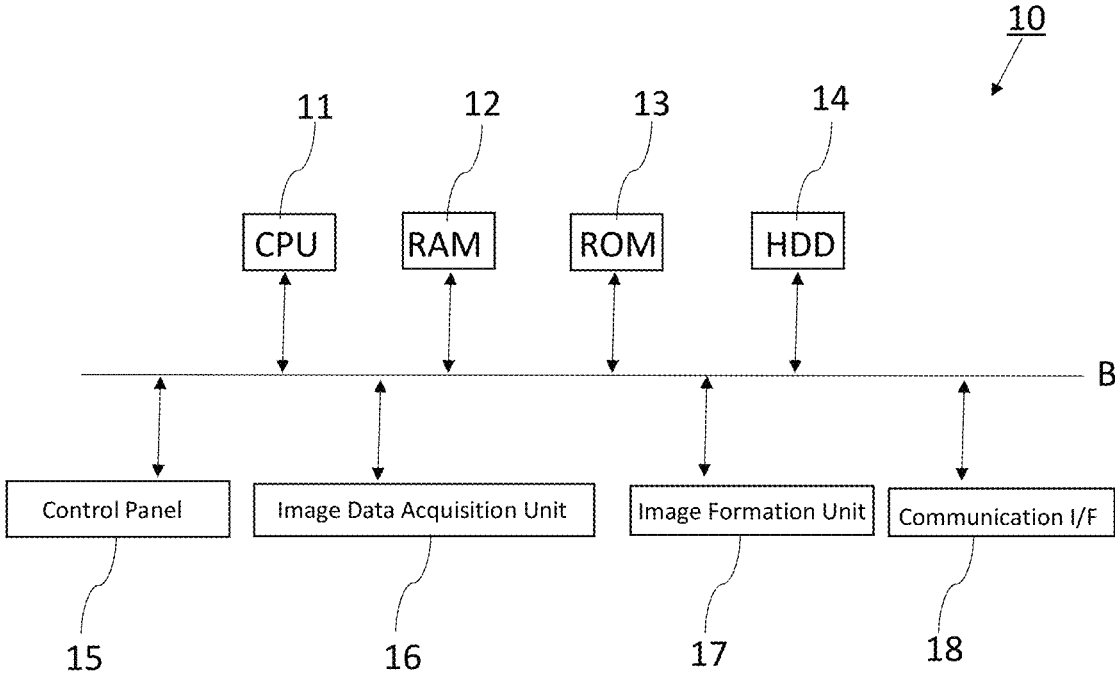 10
11 12 13 14
CPU RAM ROM HDD
B
Control Panel Image Data Acquisition Unit Image Formation Unit Communication I/F
15 16 17 18